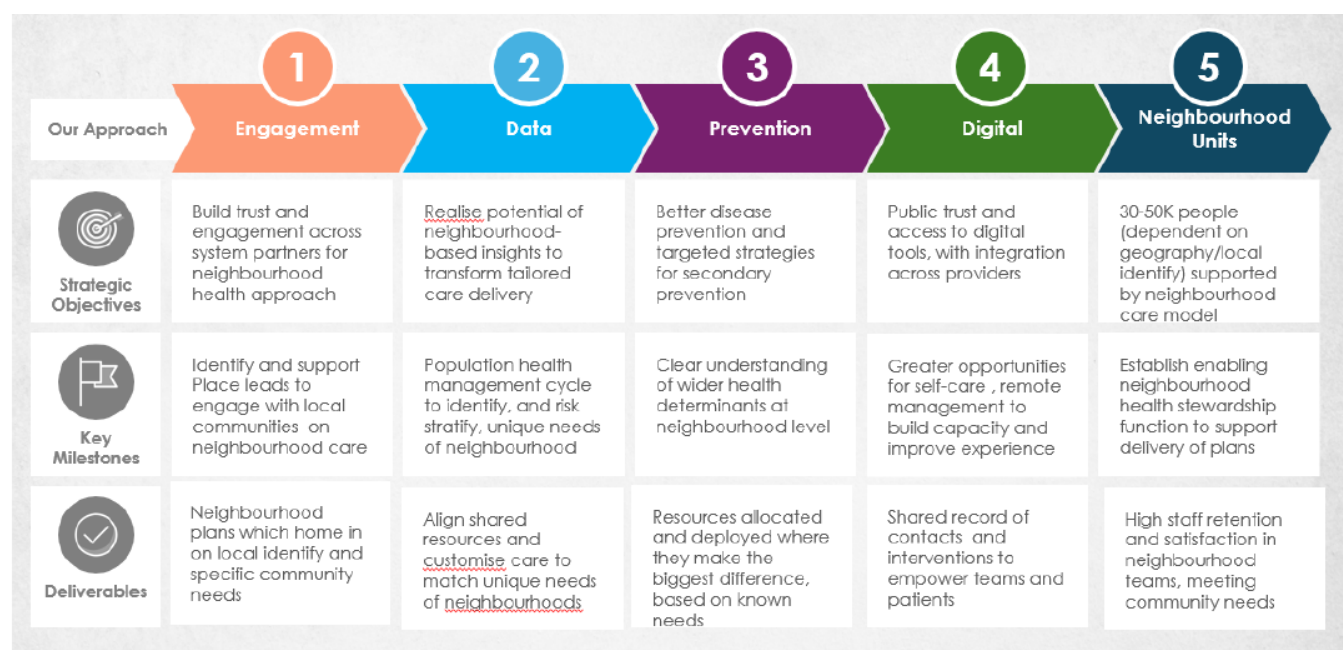 1
2
3
4
5
Our Approach
Engagement
Data
Prevention
Digital
Neighbourhood
Units
Strategic
Objectives
Build trust and
engagement across
system partners for
neighbourhood
health approach
Realise potential of
neighbourhood-
based insights to
transform tailored
care delivery
Better disease
prevention and
targeted strategies
for secondary
prevention
Public trust and
access to digital
tools, with integration
across providers
30-50K people
(dependent on
geography/local
identify) supported
by neighbourhood
care model
Key
Milestones
Identify and support
Place leads to
engage with local
communities on
neighbourhood care
Population health
management cycle
to identify, and risk
stratify, unique needs
of neighbourhood
Clear understanding
of wider health
determinants at
neighbourhood level
Greater opportunities
for self-care , remote
management to
build capacity and
improve experience
Establish enabling
neighbourhood
health stewardship
function to support
delivery of plans
Deliverables
Neighbourhood
plans which home in
on local identify and
specific community
needs
Align shared
resources and
customise care to
match unique needs
of neighbourhoods
Resources allocated
and deployed where
they make the
biggest difference,
based on known
needs
Shared record of
contacts and
interventions to
empower teams and
patients
High staff retention
and satisfaction in
neighbourhood
teams, meeting
community needs